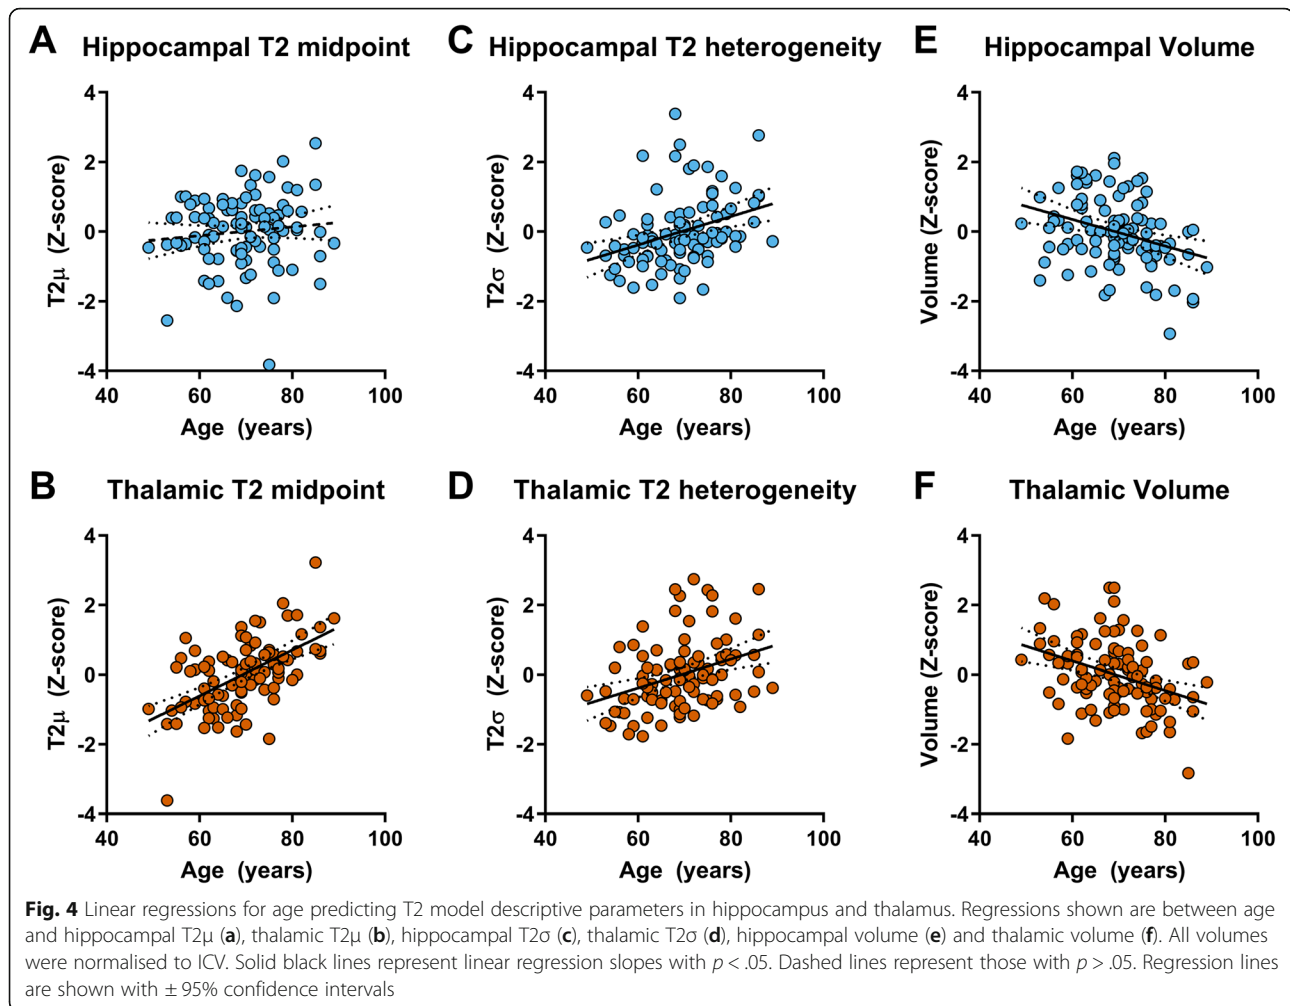 A Hippocampal T2 midpoint
4
2
0
-2
-4
T2μ (Z-score)
40 60 80 100
Age (years)
C Hippocampal T2 heterogeneity
4
2
0
-2
-4
T2σ (Z-score)
40 60 80 100
Age (years)
E Hippocampal Volume
4
2
0
-2
-4
Volume (Z-score)
40 60 80 100
Age (years)
B Thalamic T2 midpoint
4
2
0
-2
-4
T2μ (Z-score)
40 60 80 100
Age (years)
D Thalamic T2 heterogeneity
4
2
0
-2
-4
T2σ (Z-score)
40 60 80 100
Age (years)
F Thalamic Volume
4
2
0
-2
-4
Volume (Z-score)
40 60 80 100
Age (years)
Fig. 4 Linear regressions for age predicting T2 model descriptive parameters in hippocampus and thalamus. Regressions shown are between age
and hippocampal T2μ (a), thalamic T2μ (b), hippocampal T2σ (c), thalamic T2σ (d), hippocampal volume (e) and thalamic volume (f). All volumes
were normalised to ICV. Solid black lines represent linear regression slopes with p < .05. Dashed lines represent those with p > .05. Regression lines
are shown with ± 95% confidence intervals